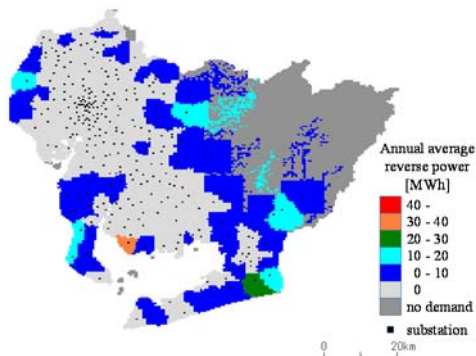 Annual average
reverse power
[MWh]
40 -
30 - 40
20 - 30
10 - 20
0 - 10
0
no demand
substation
0 20km